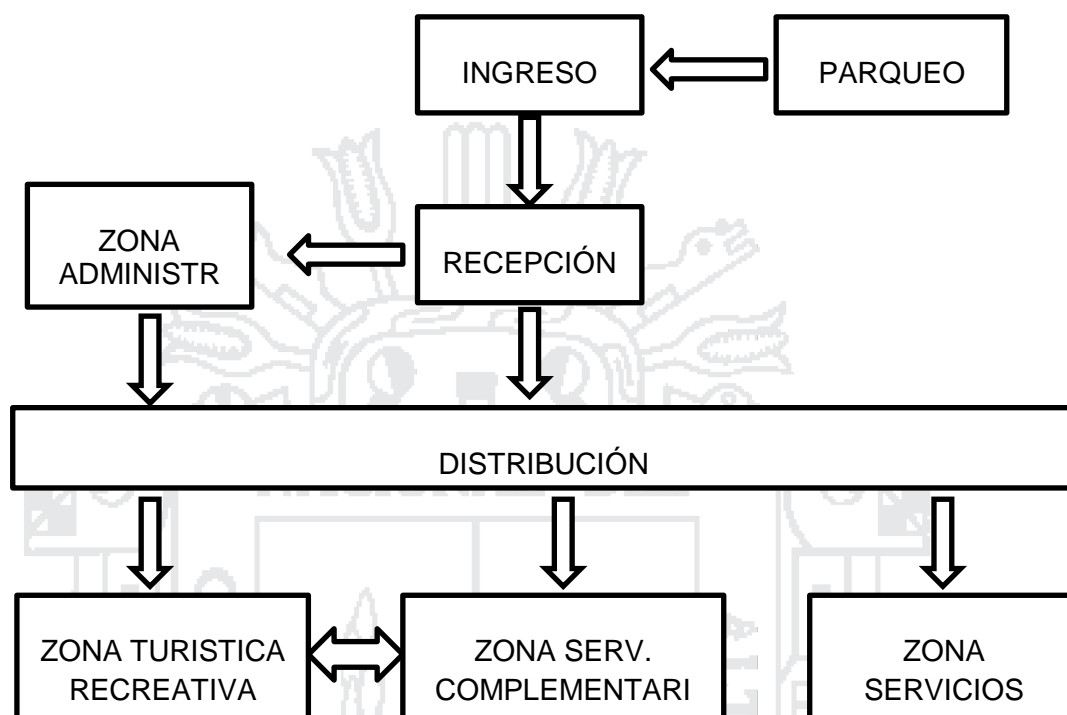 INGRESO
PARQUEO
ZONA
ADMINISTR
RECEPCIÓN
DISTRIBUCIÓN
ZONA TURISTICA
RECREATIVA
ZONA SERV.
COMPLEMENTARI
ZONA
SERVICIOS